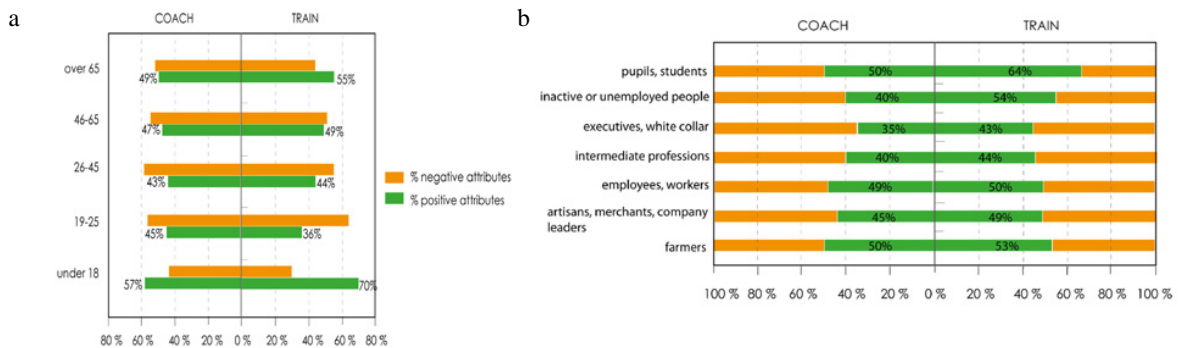 a
COACH TRAIN
over 65
49% 55%
46-65
47% 49%
26-45
43% 44%
19-25
45% 36%
under 18
57% 70%
80 % 60 % 40 % 20 % 0 % 20 % 40 % 60 % 80 %
% negative attributes
% positive attributes
b
COACH TRAIN
pupils, students 50% 64%
inactive or unemployed people 40% 54%
executives, white collar 35% 43%
intermediate professions 40% 44%
employees, workers 49% 50%
artisans, merchants, company
leaders 45% 49%
farmers 50% 53%
100 % 80 % 60 % 40 % 20 % 0 % 20 % 40 % 60 % 80 % 100 %